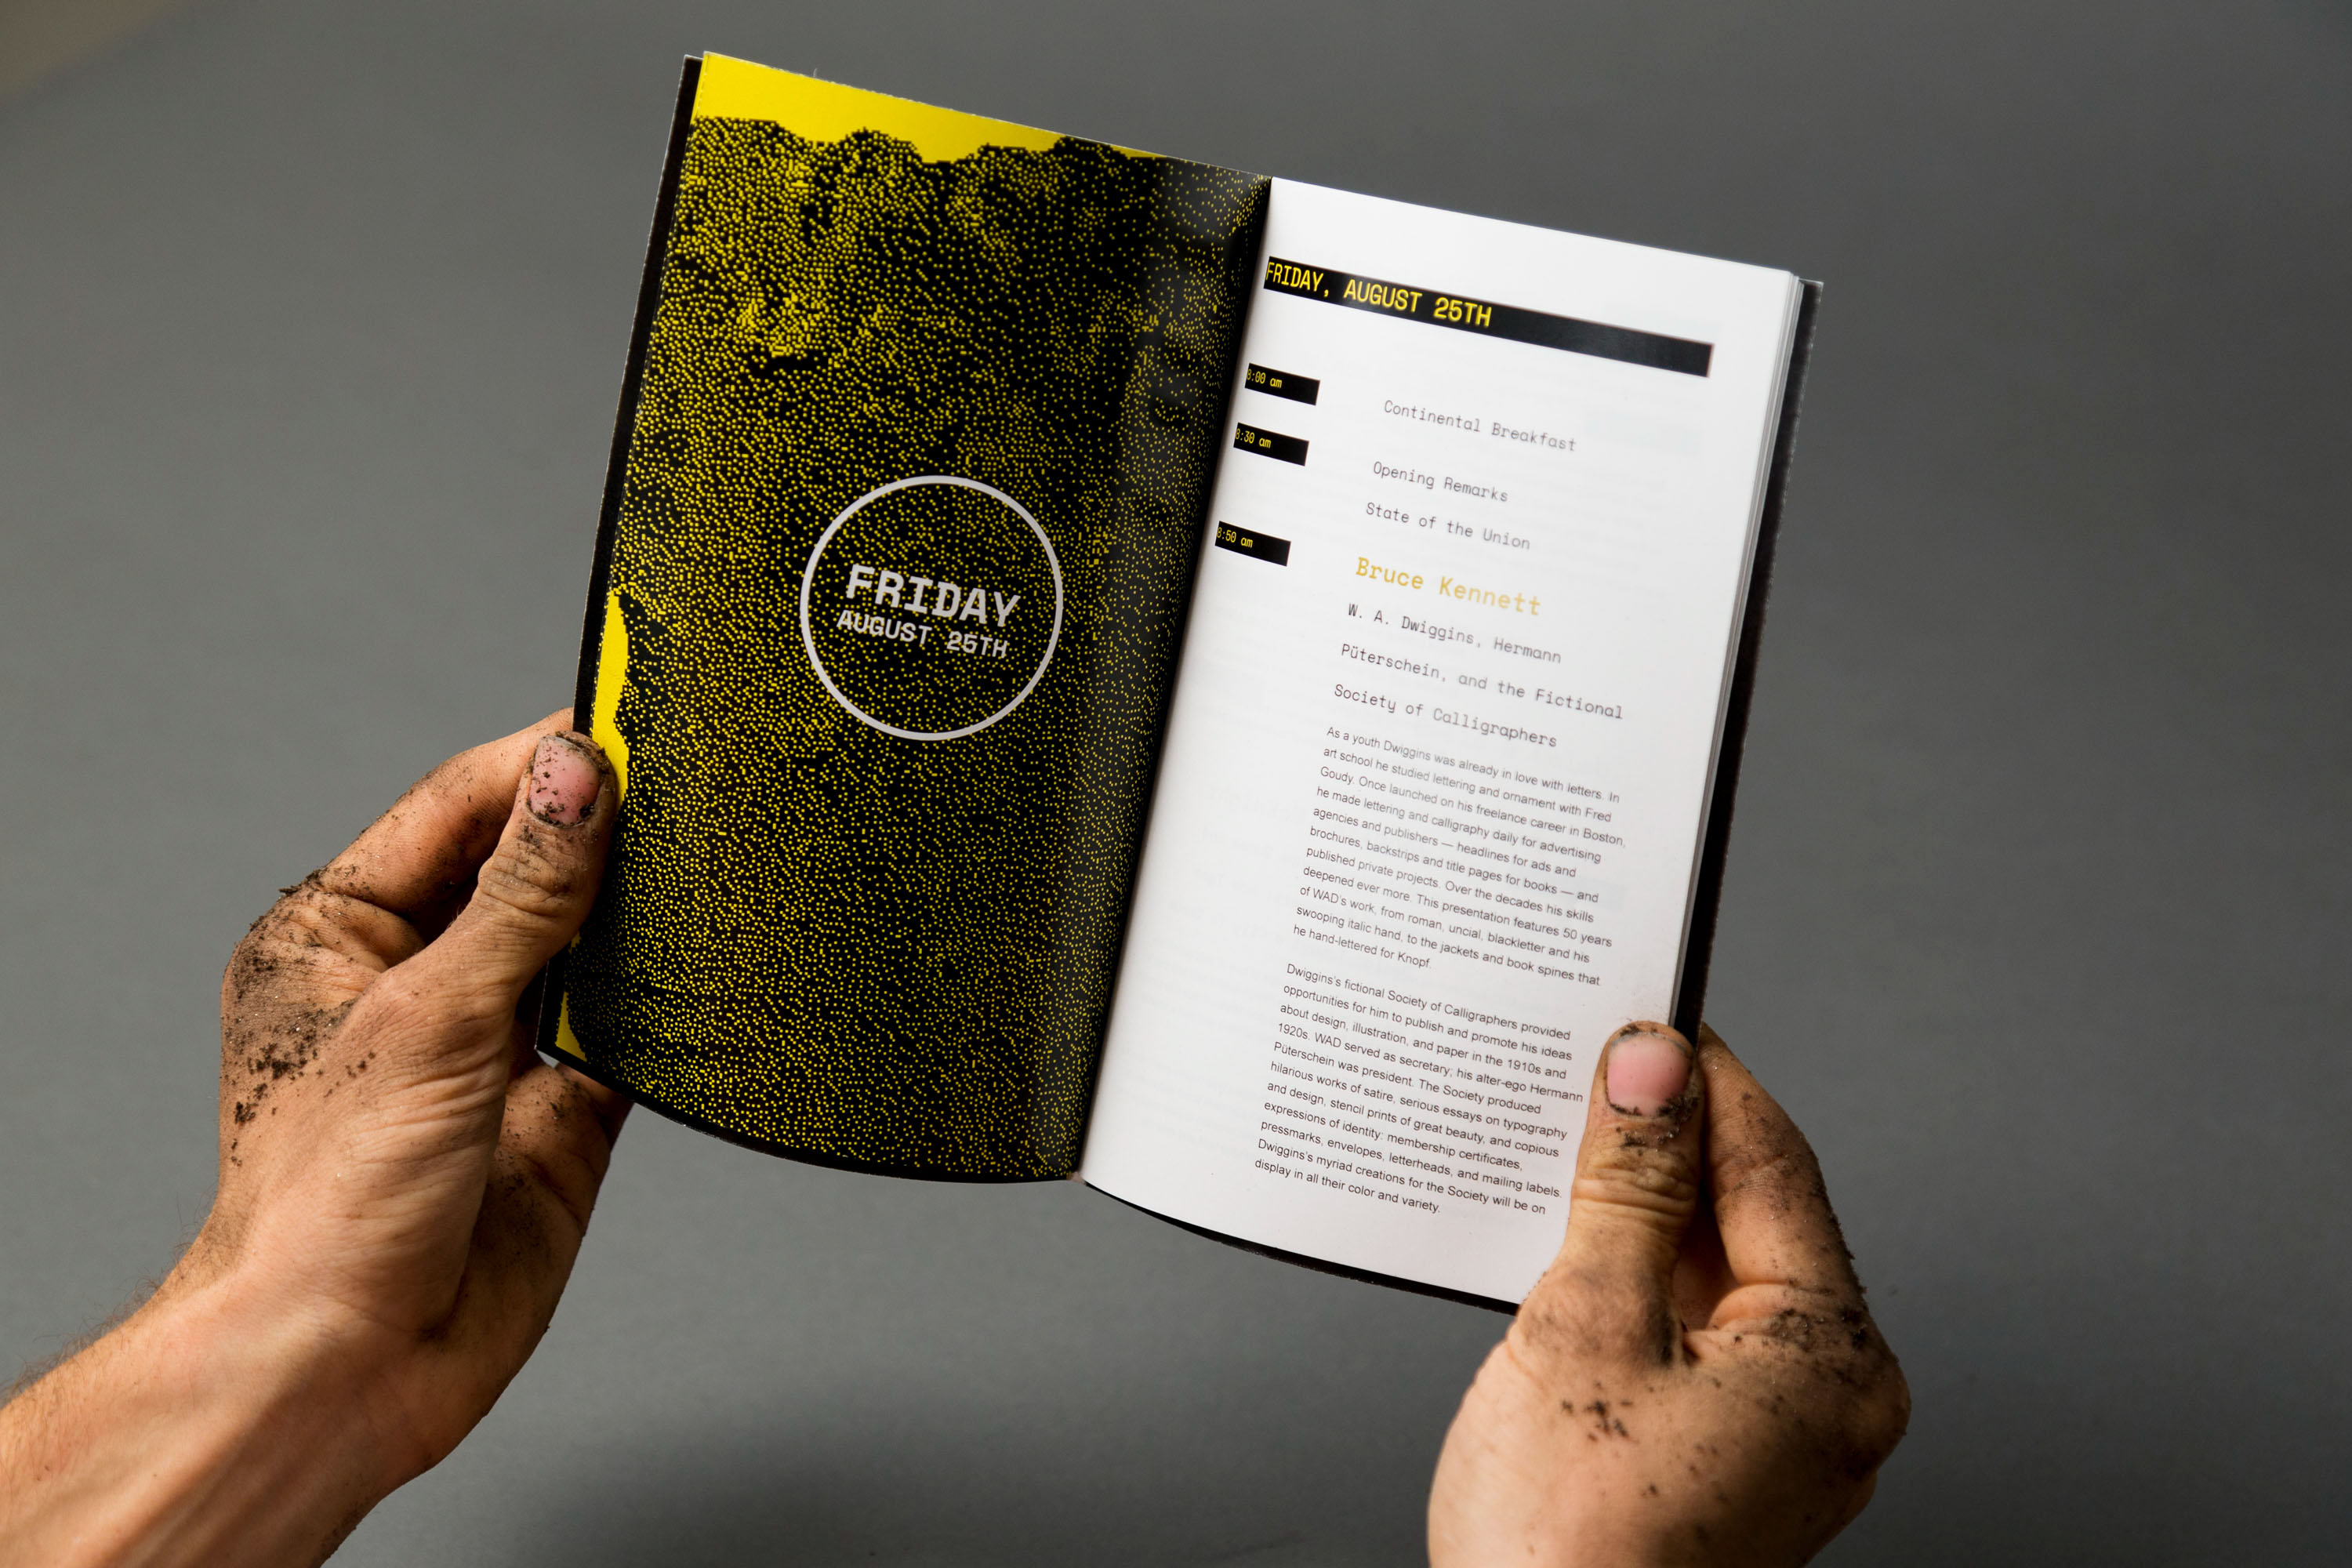 FRIDAY
AUGUST 25TH
FRIDAY, AUGUST 25TH
8:00 am
Continental Breakfast
8:30 am
Opening Remarks
State of the Union
8:50 am
Bruce Kennett
W. A. Dwiggins, Hermann
Püterschein, and the Fictional
Society of Calligraphers
As a youth Dwiggins was already in love with letters. In
art school he studied lettering and ornament with Fred
Goudy. Once launched on his freelance career in Boston,
he made lettering and calligraphy daily for advertising
agencies and publishers — headlines for ads and
brochures, backstrips and title pages for books — and
published private projects. Over the decades his skills
deepened ever more. This presentation features 50 years
of WAD's work, from roman, uncial, blackletter and his
swooping italic hand, to the jackets and book spines that
he hand-lettered for Knopf.
Dwiggins's fictional Society of Calligraphers provided
opportunities for him to publish and promote his ideas
about design, illustration, and paper in the 1910s and
1920s. WAD served as secretary; his alter-ego Hermann
Püterschein was president. The Society produced
hilarious works of satire, serious essays on typography
and design, stencil prints of great beauty, and copious
expressions of identity: membership certificates,
pressmarks, envelopes, letterheads, and mailing labels.
Dwiggins's myriad creations for the Society will be on
display in all their color and variety.